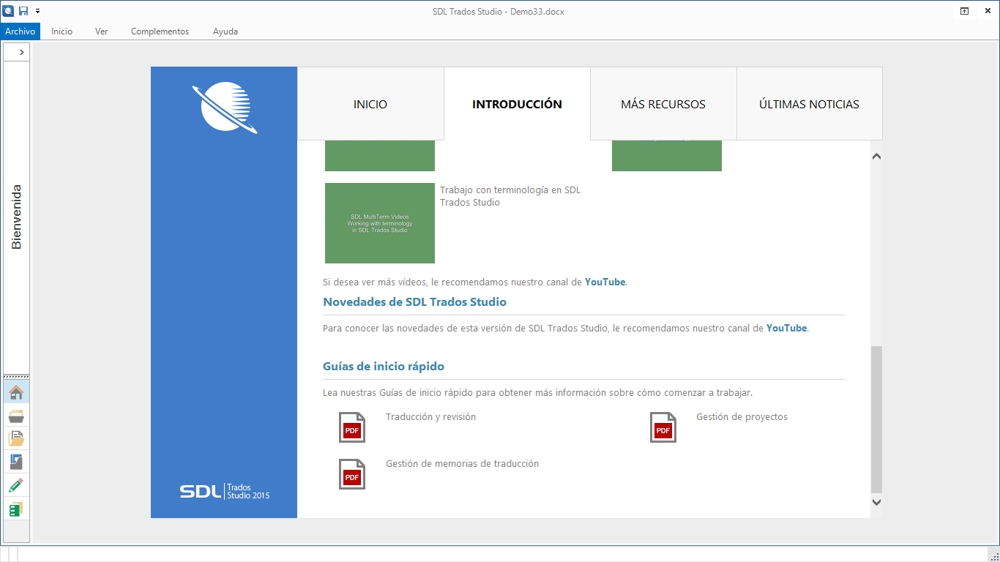 SDL Trados Studio - Demo33.docx
Archivo
Inicio
Ver
Complementos
Ayuda
Bienvenida
INICIO
INTRODUCCIÓN
MÁS RECURSOS
ÚLTIMAS NOTICIAS
SDL MultiTerm Videos
Working with terminology
in SDL Trados Studio
Trabajo con terminología en SDL
Trados Studio
Si desea ver más vídeos, le recomendamos nuestro canal de YouTube.
Novedades de SDL Trados Studio
Para conocer las novedades de esta versión de SDL Trados Studio, le recomendamos nuestro canal de YouTube.
Guías de inicio rápido
Lea nuestras Guías de inicio rápido para obtener más información sobre cómo comenzar a trabajar.
PDF
Traducción y revisión
PDF
Gestión de proyectos
PDF
Gestión de memorias de traducción
SDL
Trados
Studio 2015